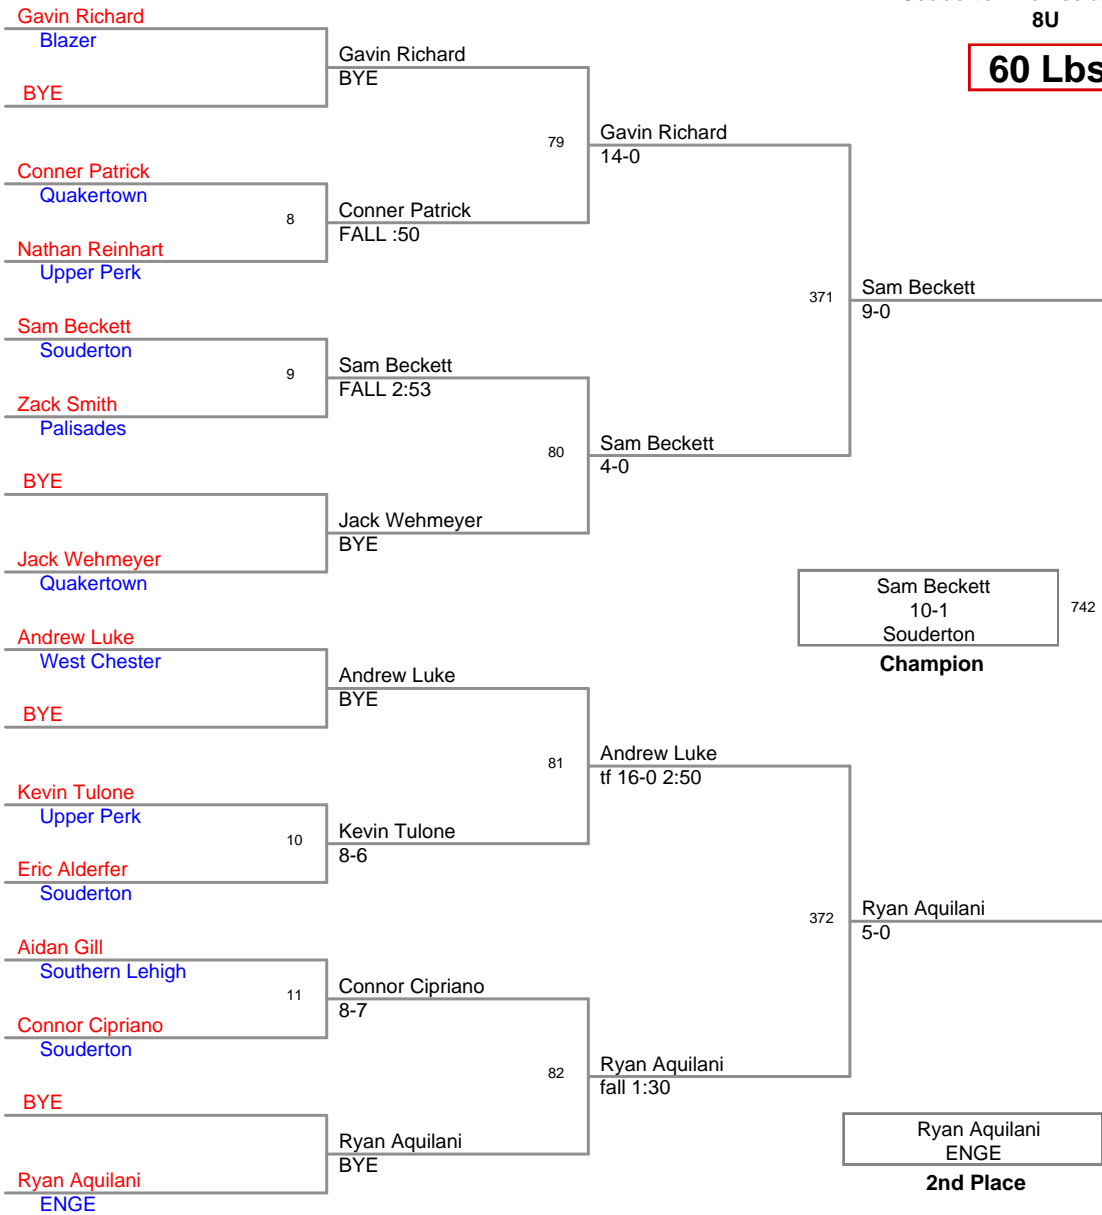 8U
60 Lbs
Gavin Richard
Blazer
BYE
Gavin Richard
BYE
79
Gavin Richard
14-0
Conner Patrick
Quakertown
8
Nathan Reinhart
Upper Perk
Conner Patrick
FALL :50
371
Sam Beckett
9-0
Sam Beckett
Souderton
9
Zack Smith
Palisades
Sam Beckett
FALL 2:53
80
Sam Beckett
4-0
BYE
Jack Wehmeyer
Quakertown
Jack Wehmeyer
BYE
Sam Beckett
10-1
Souderton
742
Champion
Andrew Luke
West Chester
BYE
Andrew Luke
BYE
81
Andrew Luke
tf 16-0 2:50
Kevin Tulone
Upper Perk
10
Eric Alderfer
Souderton
Kevin Tulone
8-6
372
Ryan Aquilani
5-0
Aidan Gill
Southern Lehigh
11
Connor Cipriano
Souderton
Connor Cipriano
8-7
82
Ryan Aquilani
fall 1:30
BYE
Ryan Aquilani
ENGE
Ryan Aquilani
BYE
Ryan Aquilani
ENGE
2nd Place